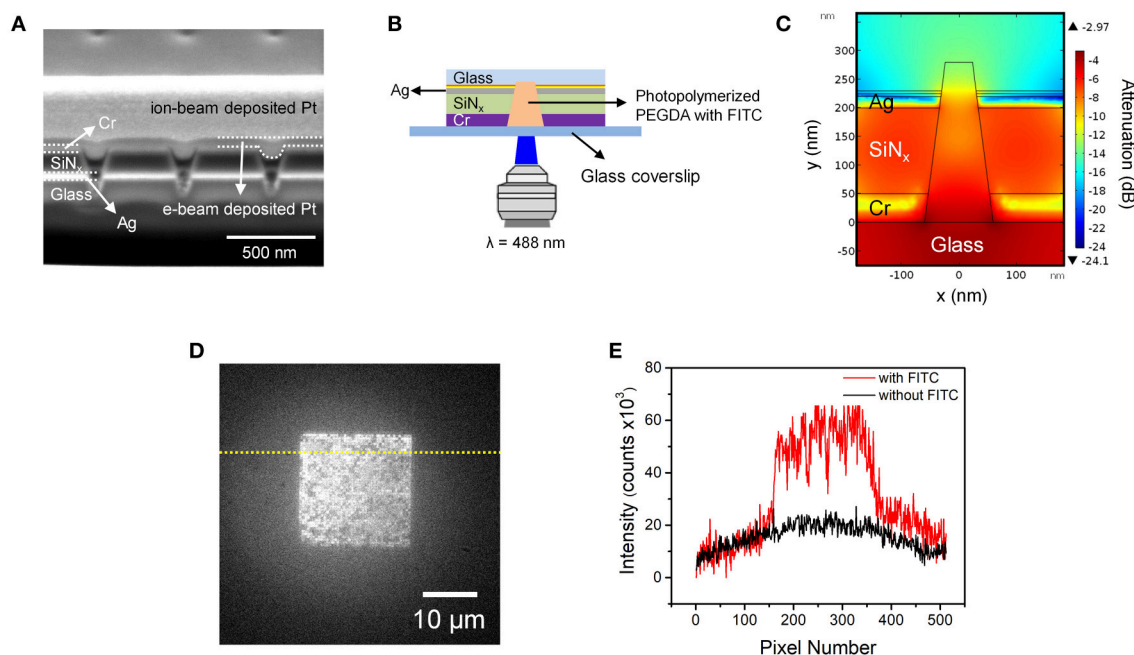 A
ion-beam deposited Pt
Cr
SiNx
Glass
e-beam deposited Pt
Ag
500 nm
B
Glass
Ag
SiNx
Cr
Photopolymerized
PEGDA with FITC
Glass coverslip
λ = 488 nm
C
nm
300
250
200
150
100
50
0
-50
y (nm)
Ag
SiNx
Cr
Glass
-100
0
100
nm
x (nm)
▲ -2.97
-4
-6
-8
-10
-12
-14
-16
-18
-20
-22
-24
▼ -24.1
Attenuation (dB)
D
10 µm
E
80
60
40
20
0
Intensity (counts x10³)
with FITC
without FITC
0
100
200
300
400
500
Pixel Number